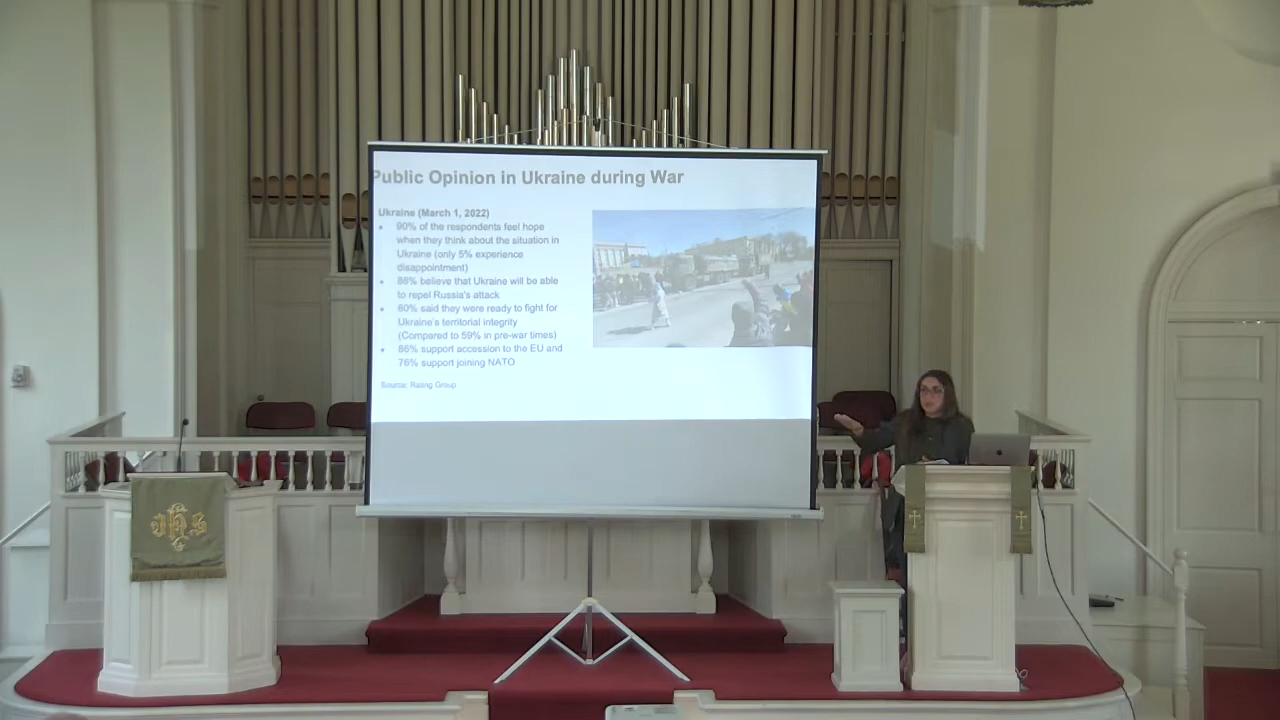 Public Opinion in Ukraine during War
Ukraine (March 1, 2022)
• 90% of the respondents feel hope
when they think about the situation in
Ukraine (only 5% experience
disappointment)
• 88% believe that Ukraine will be able
to repel Russia's attack
• 80% said they were ready to fight for
Ukraine's territorial integrity
(Compared to 59% in pre-war times)
• 86% support accession to the EU and
76% support joining NATO
Source: Rating Group
IHS